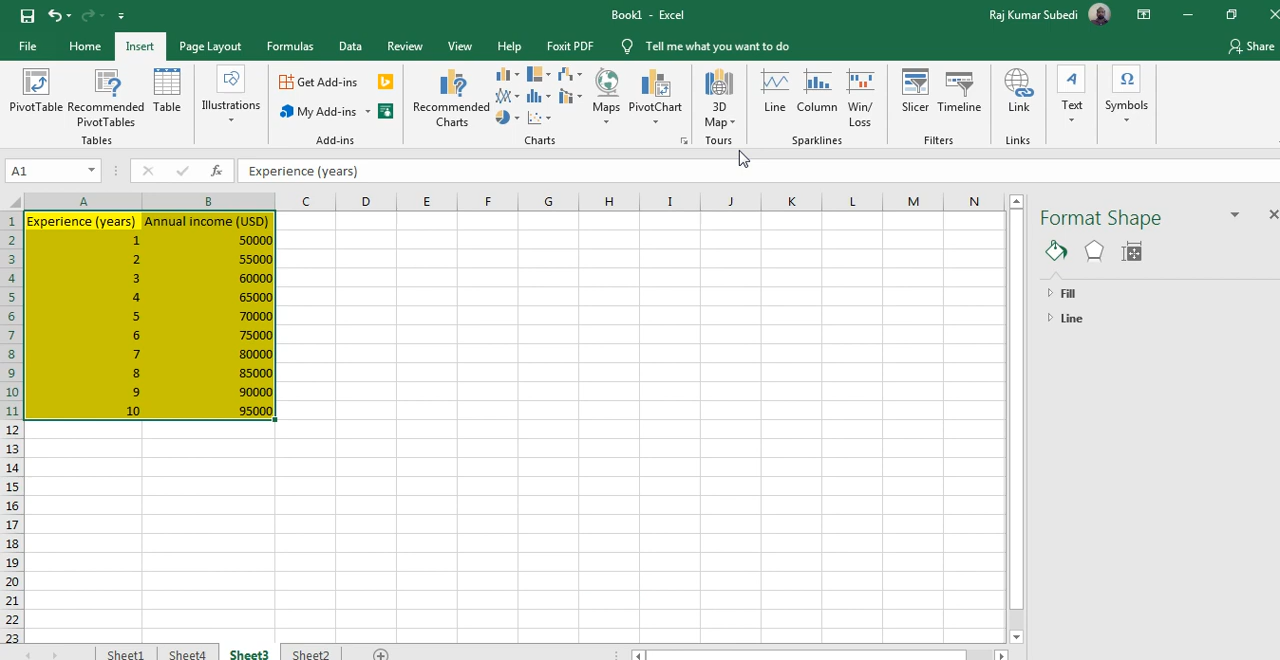 Book1 - Excel
Raj Kumar Subedi
File Home Insert Page Layout Formulas Data Review View Help Foxit PDF Tell me what you want to do Share
PivotTable Recommended PivotTables Table
Tables
Illustrations
Get Add-ins
My Add-ins
Add-ins
Recommended Charts
Maps PivotChart
Charts
3D Map
Tours
Line Column Win/ Loss
Sparklines
Slicer Timeline
Filters
Link
Links
Text
Symbols
A1 fx Experience (years)
A B C D E F G H I J K L M N
1 Experience (years) Annual income (USD)
2 1 50000
3 2 55000
4 3 60000
5 4 65000
6 5 70000
7 6 75000
8 7 80000
9 8 85000
10 9 90000
11 10 95000
12
13
14
15
16
17
18
19
20
21
22
23
Format Shape
Fill
Line
Sheet1 Sheet4 Sheet3 Sheet2